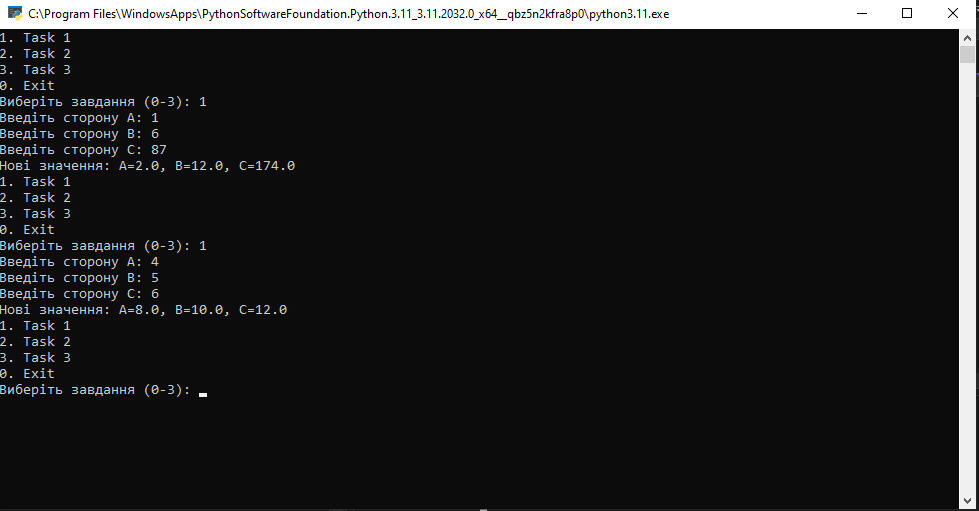 C:\Program Files\WindowsApps\PythonSoftwareFoundation.Python.3.11_3.11.2032.0_x64__qbz5n2kfra8p0\python3.11.exe
1. Task 1
2. Task 2
3. Task 3
0. Exit
Виберіть завдання (0-3): 1
Введіть сторону A: 1
Введіть сторону B: 6
Введіть сторону C: 87
Нові значення: A=2.0, B=12.0, C=174.0
1. Task 1
2. Task 2
3. Task 3
0. Exit
Виберіть завдання (0-3): 1
Введіть сторону A: 4
Введіть сторону B: 5
Введіть сторону C: 6
Нові значення: A=8.0, B=10.0, C=12.0
1. Task 1
2. Task 2
3. Task 3
0. Exit
Виберіть завдання (0-3):